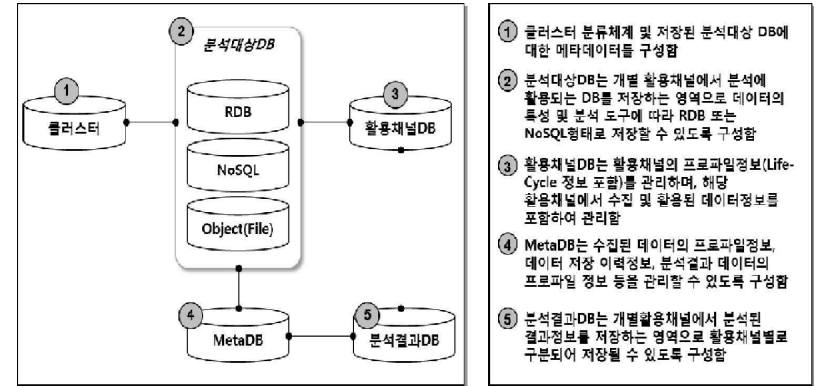 2
분석대상DB
RDB
NoSQL
Object(File)
1
클러스터
3
활용채널DB
4
MetaDB
5
분석결과DB
1 클러스터 분류체계 및 저장된 분석대상 DB에
대한 메타데이터를 구성함
2 분석대상DB는 개별 활용채널에서 분석에
활용되는 DB를 저장하는 영역으로 데이터의
특성 및 분석 도구에 따라 RDB 또는
NoSQL형태로 저장할 수 있도록 구성함
3 활용채널DB는 활용채널의 프로파일정보(Life-
Cycle 정보 포함)를 관리하며, 해당
활용채널에서 수집 및 활용된 데이터정보를
포함하여 관리함
4 MetaDB는 수집된 데이터의 프로파일정보,
데이터 저장 이력정보, 분석결과 데이터의
프로파일 정보 등을 관리할 수 있도록 구성함
5 분석결과DB는 개별활용채널에서 분석된
결과정보를 저장하는 영역으로 활용채널별로
구분되어 저장될 수 있도록 구성함